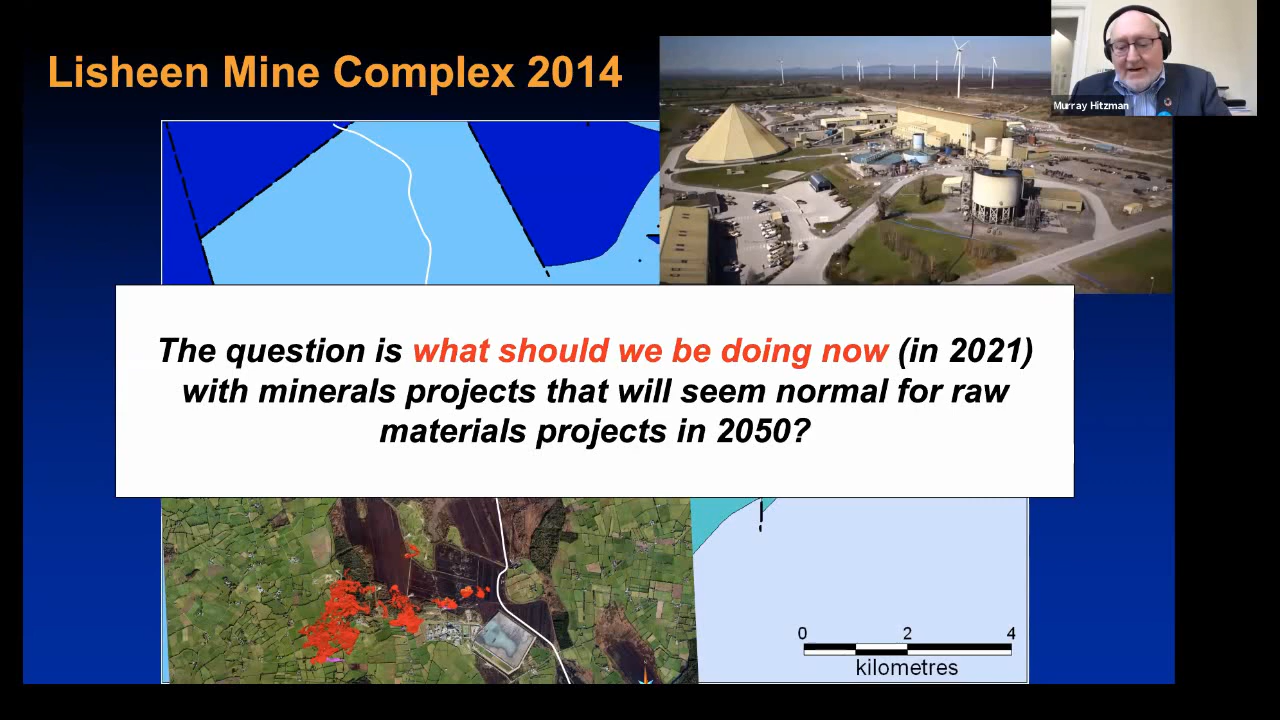 Lisheen Mine Complex 2014
Murray Hitzman
The question is what should we be doing now (in 2021)
with minerals projects that will seem normal for raw
materials projects in 2050?
0 2 4
kilometres